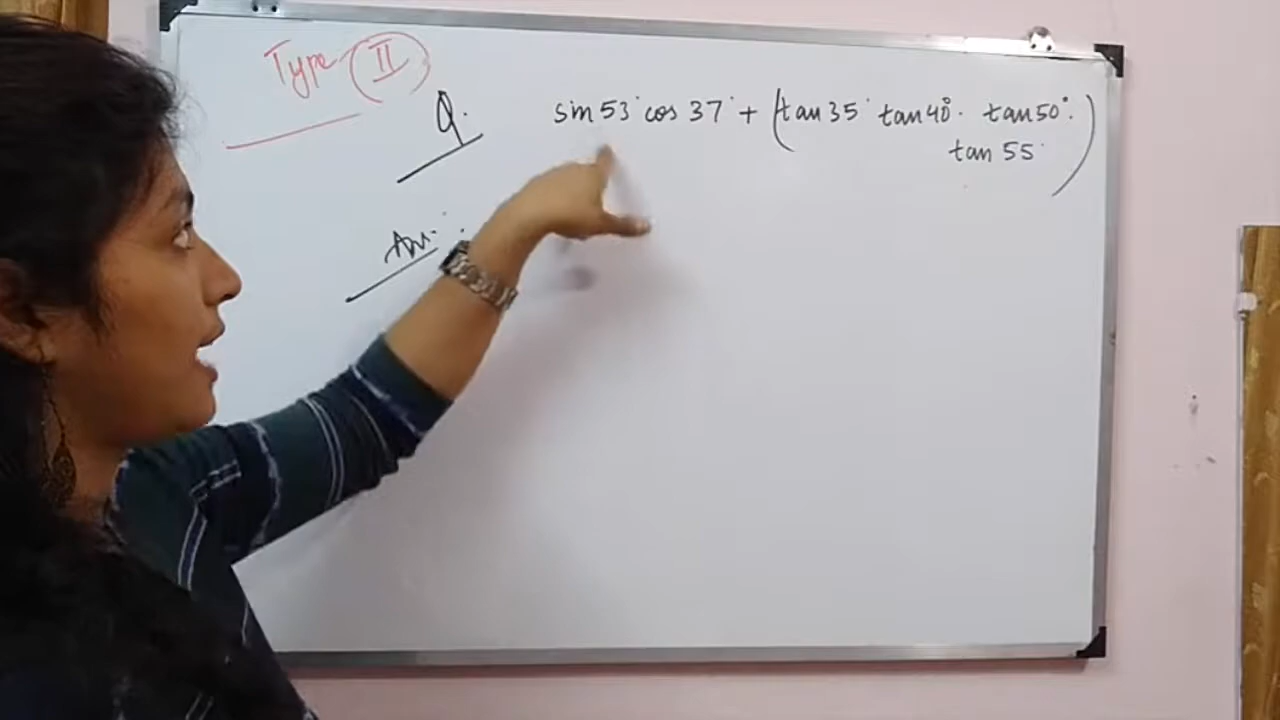 Type II
Q. sin 53° cos 37° + (tan 35° tan 40°. tan 50°.
tan 55°)
Ans.